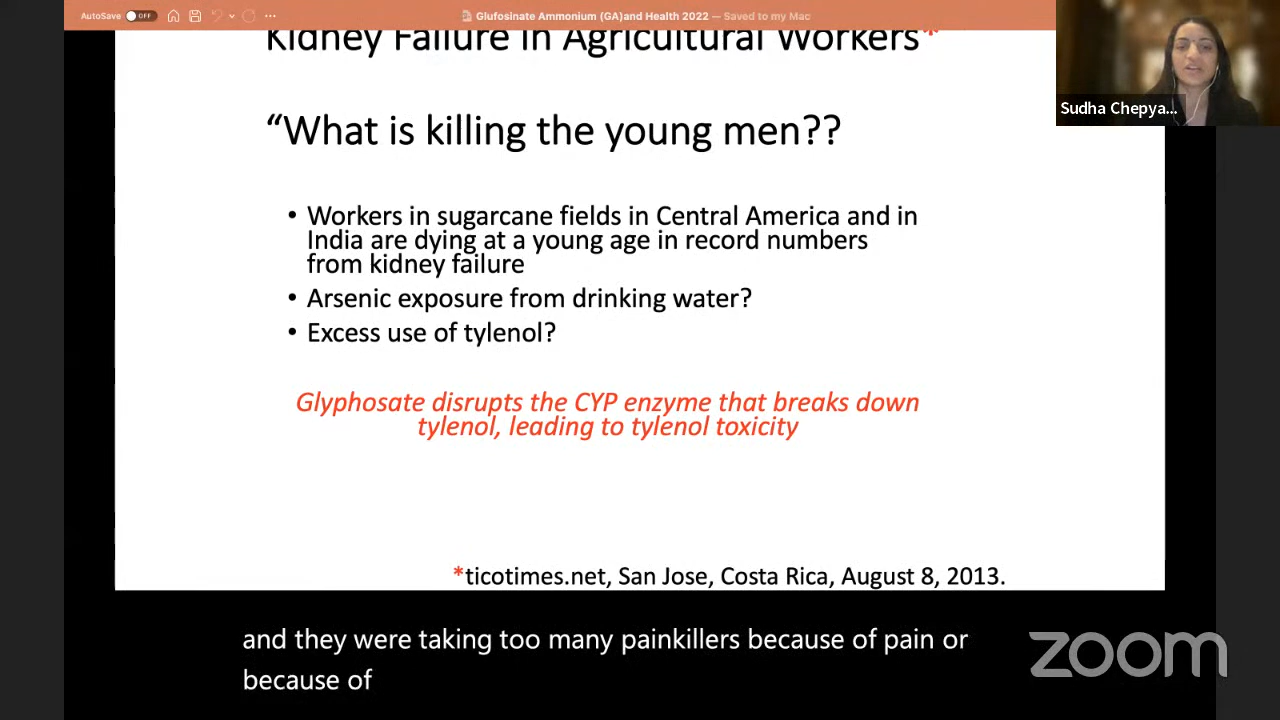 AutoSave OFF
Glufosinate Ammonium (GA)and Health 2022 — Saved to my Mac
Sudha Chepya...
Kidney Failure in Agricultural Workers*
“What is killing the young men??
• Workers in sugarcane fields in Central America and in
India are dying at a young age in record numbers
from kidney failure
• Arsenic exposure from drinking water?
• Excess use of tylenol?
Glyphosate disrupts the CYP enzyme that breaks down
tylenol, leading to tylenol toxicity
*ticotimes.net, San Jose, Costa Rica, August 8, 2013.
and they were taking too many painkillers because of pain or
because of
zoom